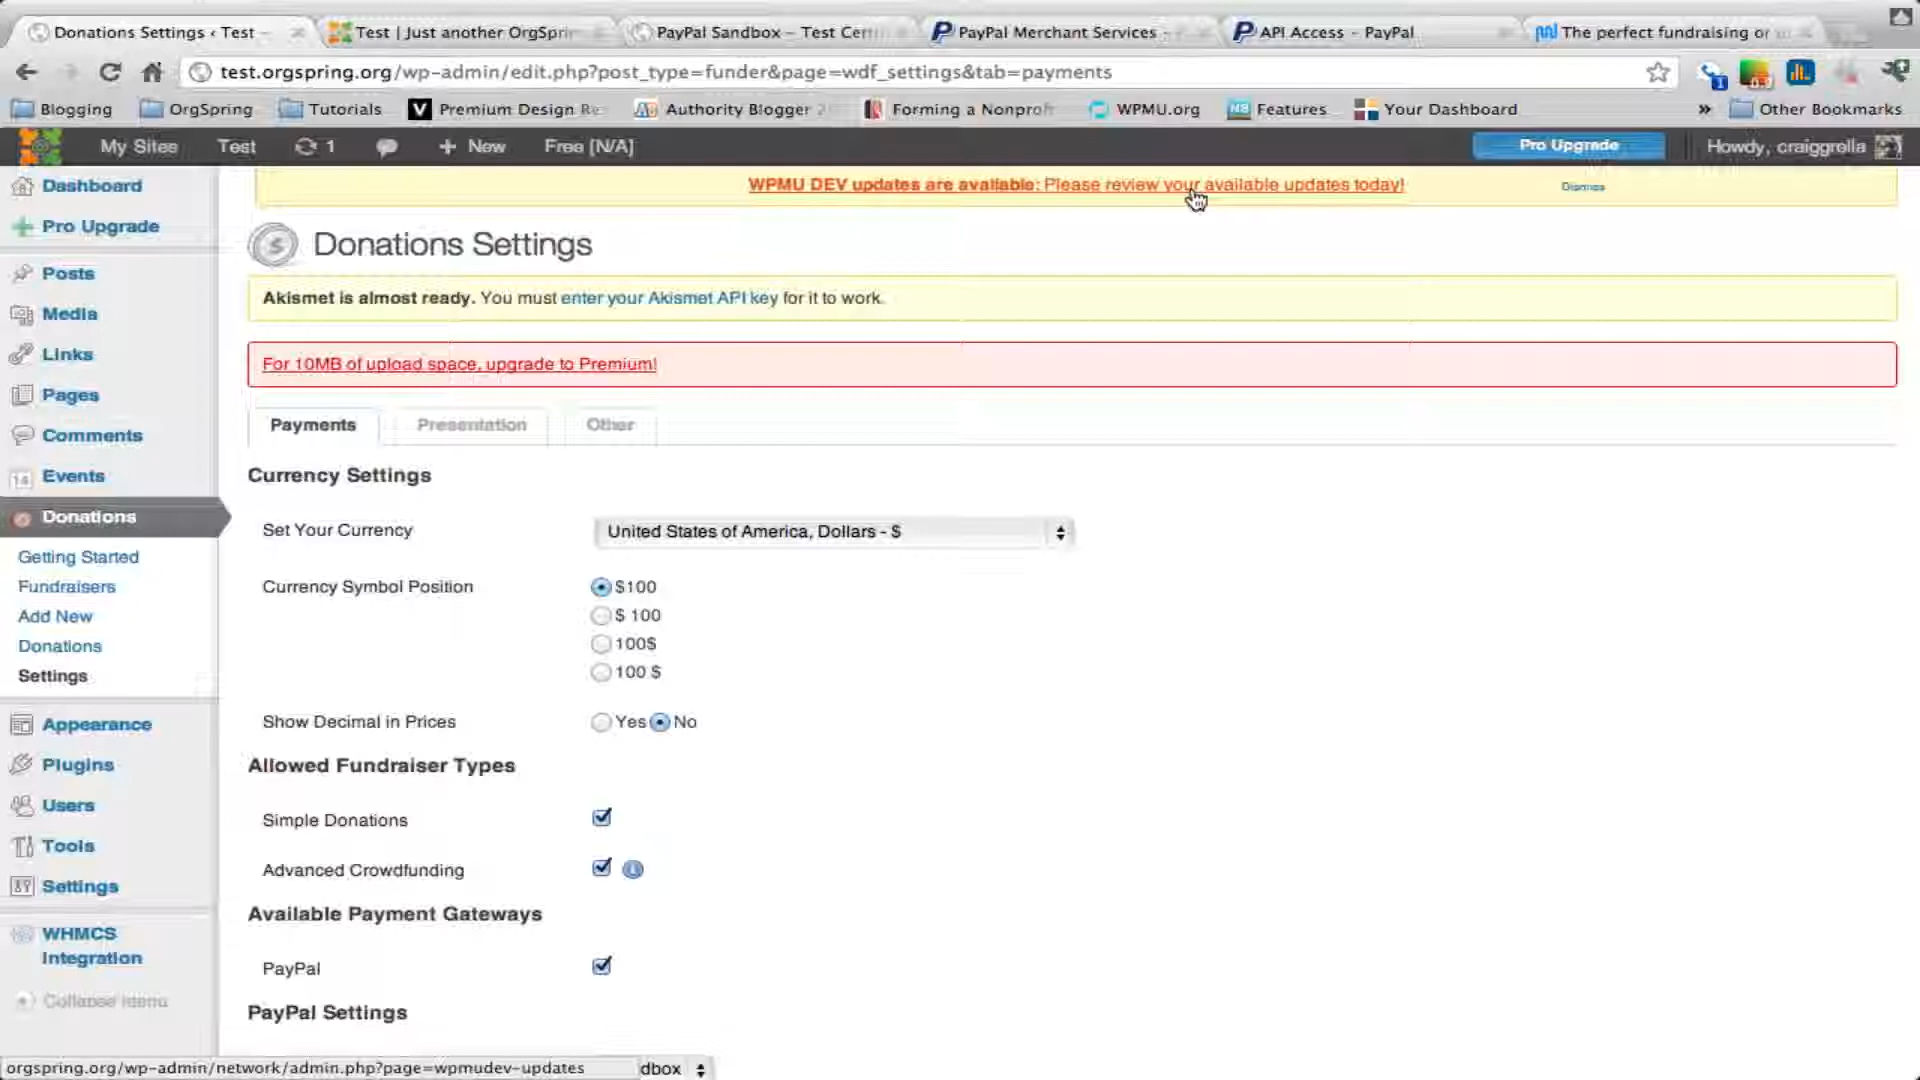 Donations Settings ‹ Test –
Test | Just another OrgSprin
PayPal Sandbox – Test Certi
PayPal Merchant Services –
API Access – PayPal
The perfect fundraising or
test.orgspring.org/wp-admin/edit.php?post_type=funder&page=wdf_settings&tab=payments
Blogging
OrgSpring
Tutorials
Premium Design Re
Authority Blogger 2
Forming a Nonprofi
WPMU.org
Features
Your Dashboard
» Other Bookmarks
My Sites
Test
1
+ New
Free [N/A]
Pro Upgrade
Howdy, craiggrella
WPMU DEV updates are available: Please review your available updates today!
Dismiss
Dashboard
Pro Upgrade
Posts
Media
Links
Pages
Comments
Events
Donations
Getting Started
Fundraisers
Add New
Donations
Settings
Appearance
Plugins
Users
Tools
Settings
WHMCS
Integration
Collapse menu
Donations Settings
Akismet is almost ready. You must enter your Akismet API key for it to work.
For 10MB of upload space, upgrade to Premium!
Payments
Presentation
Other
Currency Settings
Set Your Currency
United States of America, Dollars - $
Currency Symbol Position
$100
$ 100
100$
100 $
Show Decimal in Prices
Yes No
Allowed Fundraiser Types
Simple Donations
Advanced Crowdfunding
Available Payment Gateways
PayPal
PayPal Settings
orgspring.org/wp-admin/network/admin.php?page=wpmudev-updates
dbox